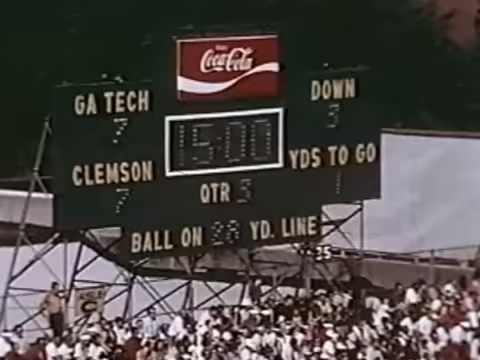 Coca-Cola
GA TECH
7
DOWN
3
15:00
CLEMSON
7
YDS TO GO
1
QTR 3
BALL ON 28 YD. LINE
25